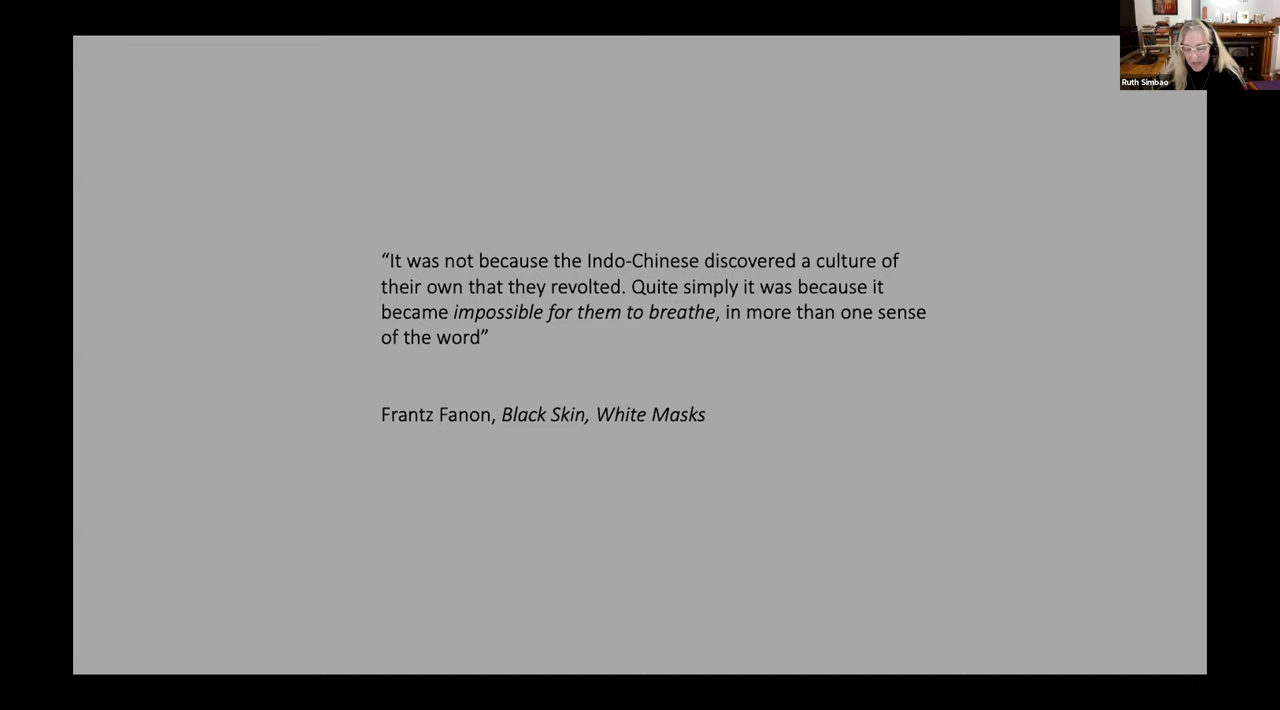 Ruth Simbao
“It was not because the Indo-Chinese discovered a culture of
their own that they revolted. Quite simply it was because it
became impossible for them to breathe, in more than one sense
of the word”
Frantz Fanon, Black Skin, White Masks